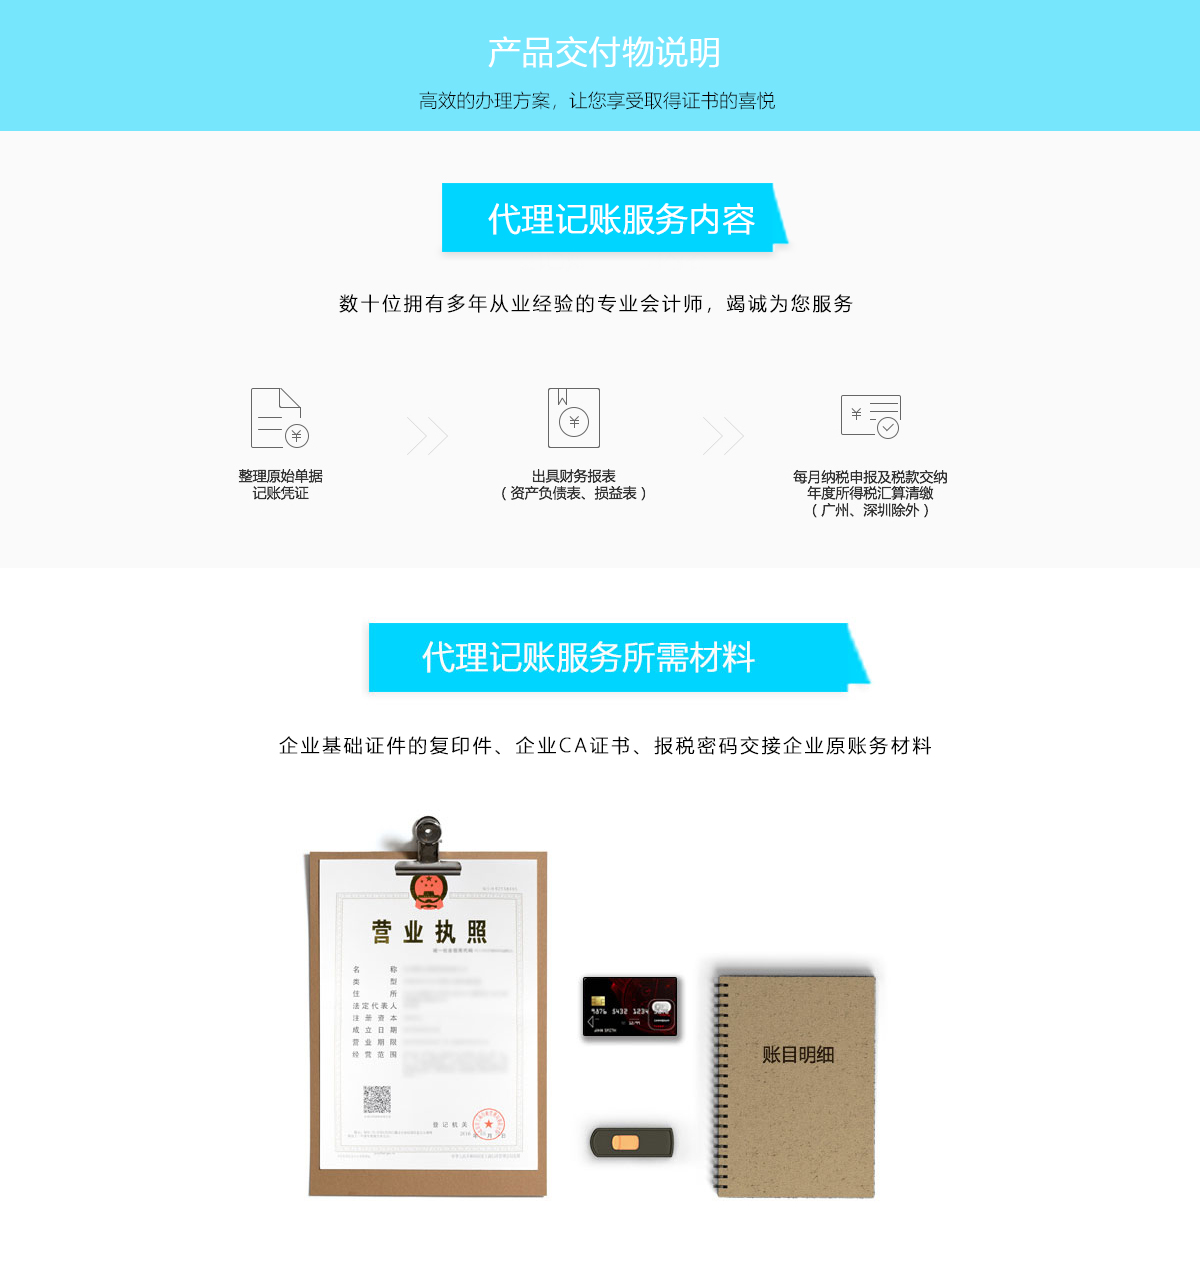 产品交付物说明
高效的办理方案，让您享受取得证书的喜悦
代理记账服务内容
数十位拥有多年从业经验的专业会计师，竭诚为您服务
整理原始单据
记账凭证
出具财务报表
（资产负债表、损益表）
每月纳税申报及税款交纳
年度所得税汇算清缴
（广州、深圳除外）
代理记账服务所需材料
企业基础证件的复印件、企业CA证书、报税密码交接企业原账务材料
营业执照
名称
类型
住所
法定代表人
注册资本
成立日期
营业期限
经营范围
登记机关
9876 5432 1234
账目明细